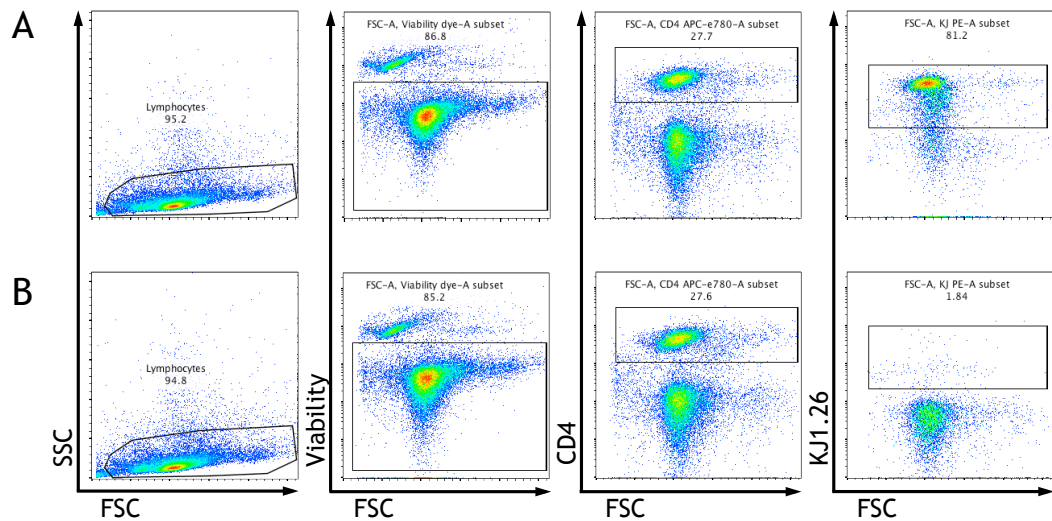 A
Lymphocytes
95.2
FSC-A, Viability dye-A subset
86.8
FSC-A, CD4 APC-e780-A subset
27.7
FSC-A, KJ PE-A subset
81.2
B
Lymphocytes
94.8
FSC-A, Viability dye-A subset
85.2
FSC-A, CD4 APC-e780-A subset
27.6
FSC-A, KJ PE-A subset
1.84
SSC
Viability
CD4
KJ1.26
FSC
FSC
FSC
FSC